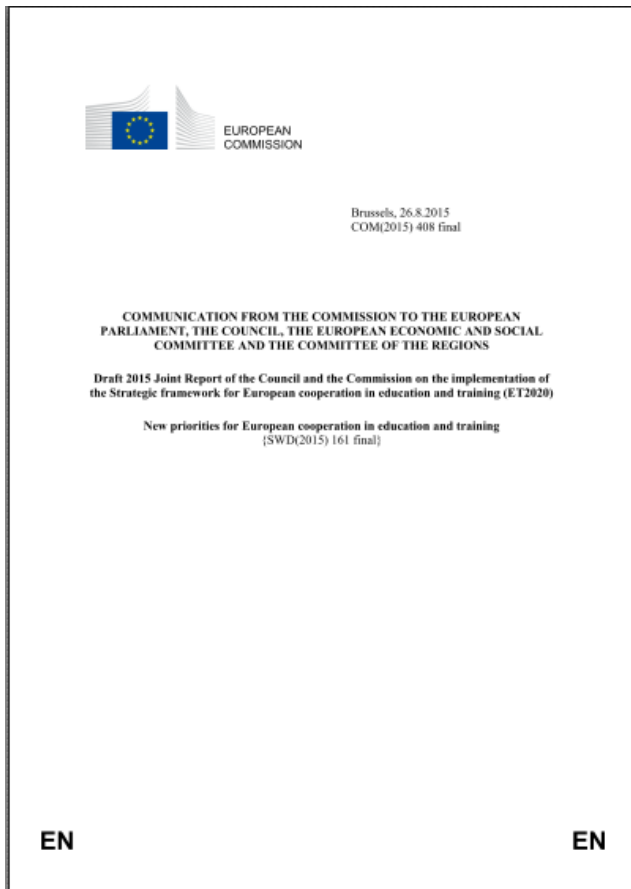 EUROPEAN
COMMISSION
Brussels, 26.8.2015
COM(2015) 408 final
COMMUNICATION FROM THE COMMISSION TO THE EUROPEAN
PARLIAMENT, THE COUNCIL, THE EUROPEAN ECONOMIC AND SOCIAL
COMMITTEE AND THE COMMITTEE OF THE REGIONS
Draft 2015 Joint Report of the Council and the Commission on the implementation of
the Strategic framework for European cooperation in education and training (ET2020)
New priorities for European cooperation in education and training
{SWD(2015) 161 final}
EN EN